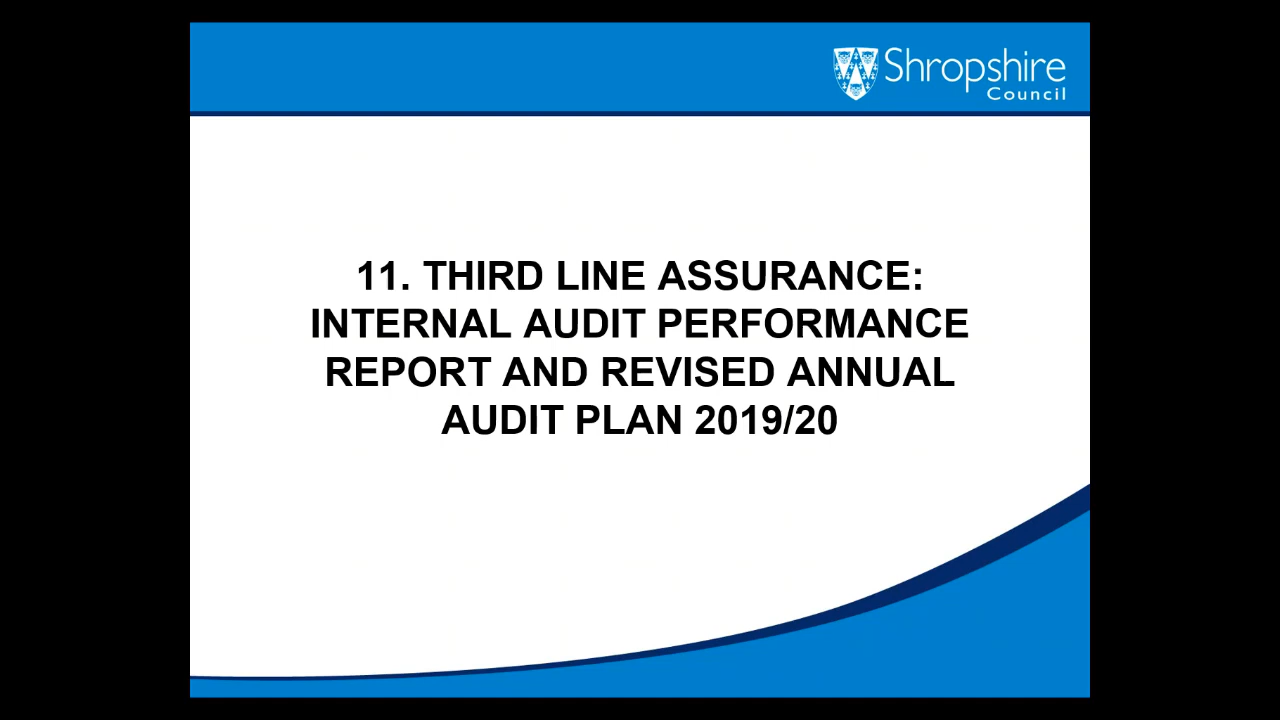 Shropshire
Council
11. THIRD LINE ASSURANCE:
INTERNAL AUDIT PERFORMANCE
REPORT AND REVISED ANNUAL
AUDIT PLAN 2019/20